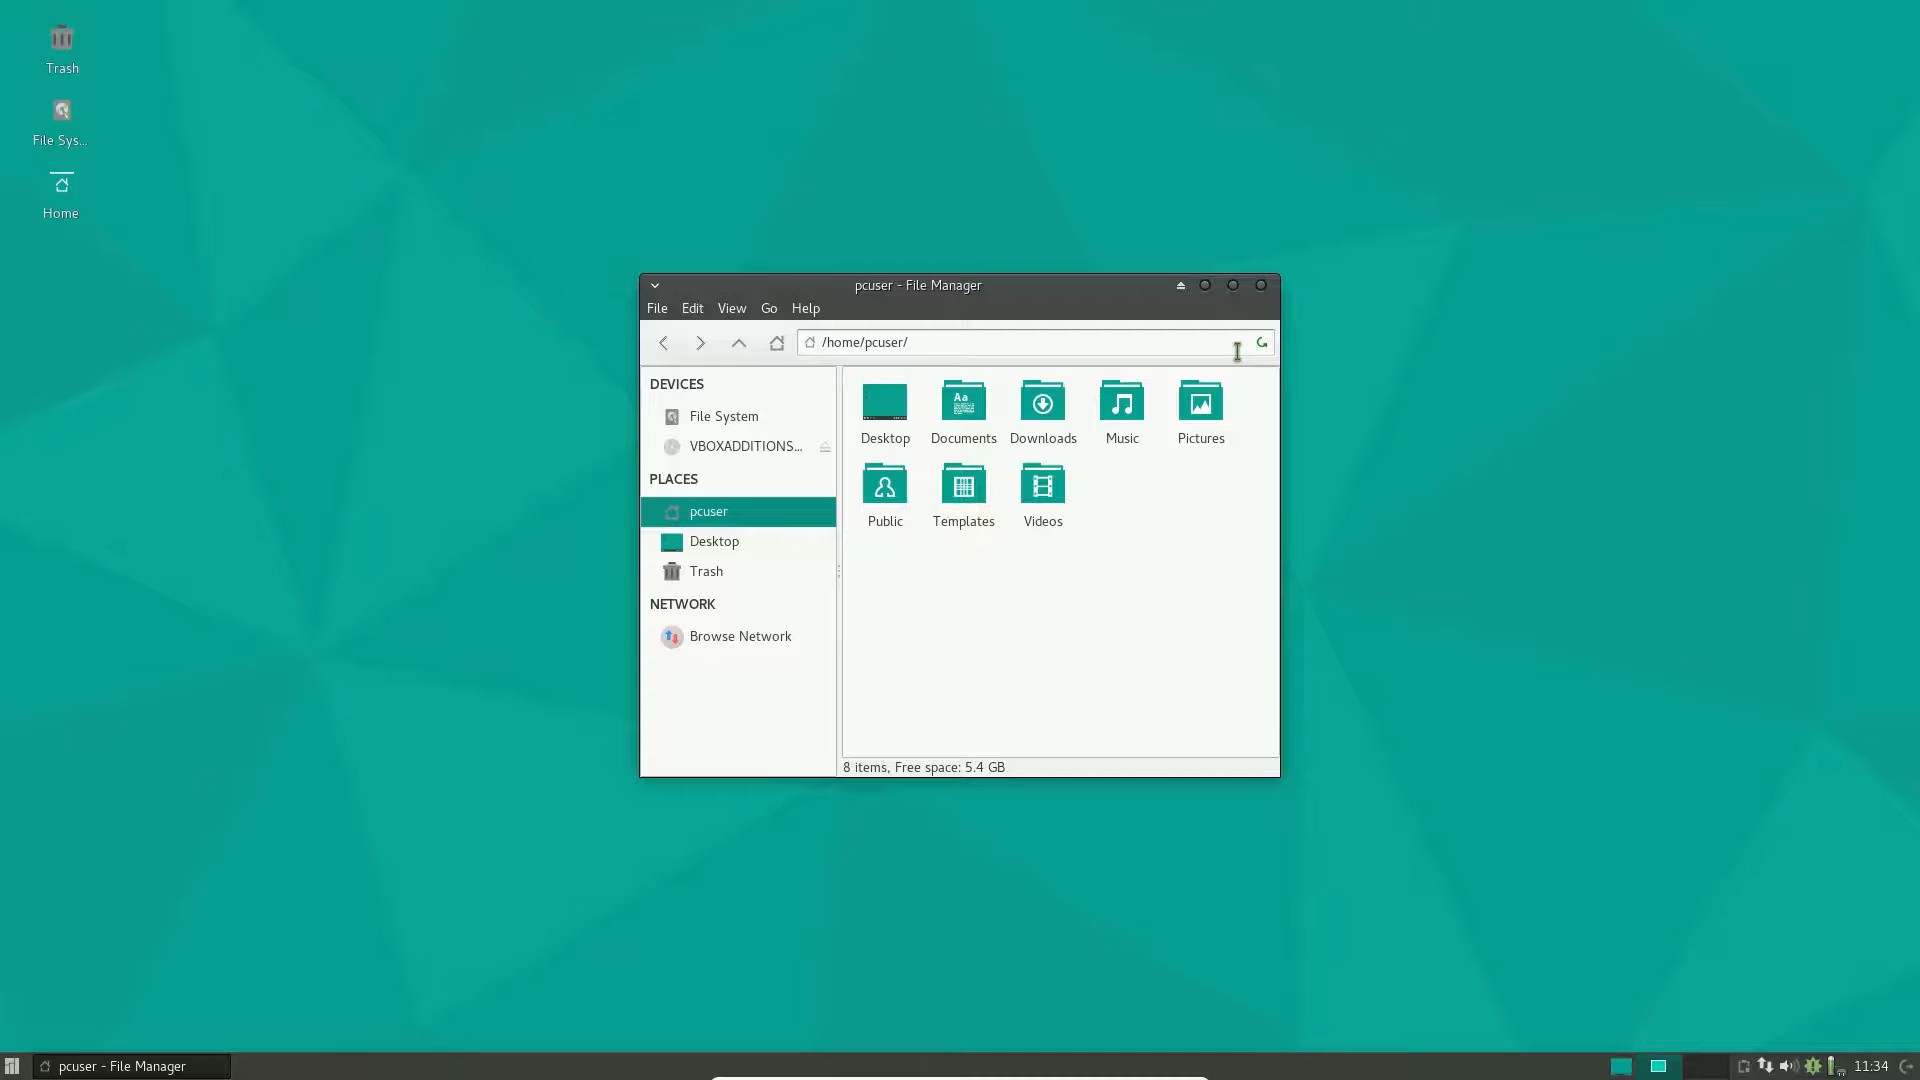 Trash
File Sys...
Home
pcuser - File Manager
File Edit View Go Help
/home/pcuser/
DEVICES
File System
VBOXADDITIONS...
PLACES
pcuser
Desktop
Trash
NETWORK
Browse Network
Desktop Documents Downloads Music Pictures
Public Templates Videos
8 items, Free space: 5.4 GB
pcuser - File Manager
11:34